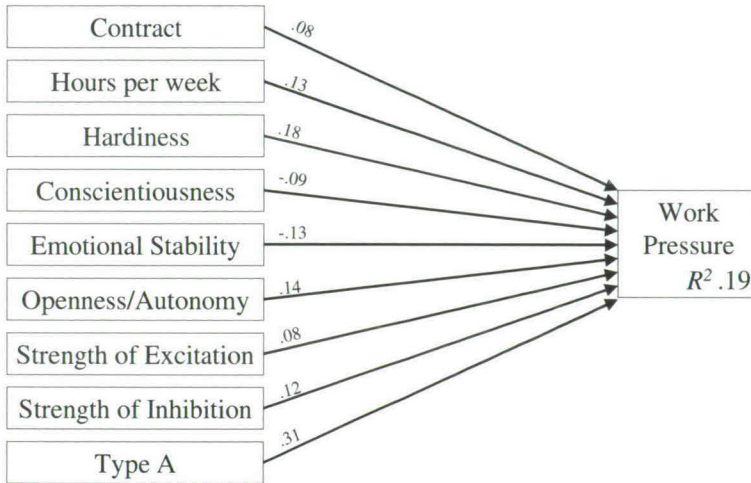 Contract
.08
Hours per week
.13
Hardiness
.18
Conscientiousness
-.09
Emotional Stability
-.13
Openness/Autonomy
.14
Strength of Excitation
.08
Strength of Inhibition
.12
Type A
.31
Work
Pressure
R² .19